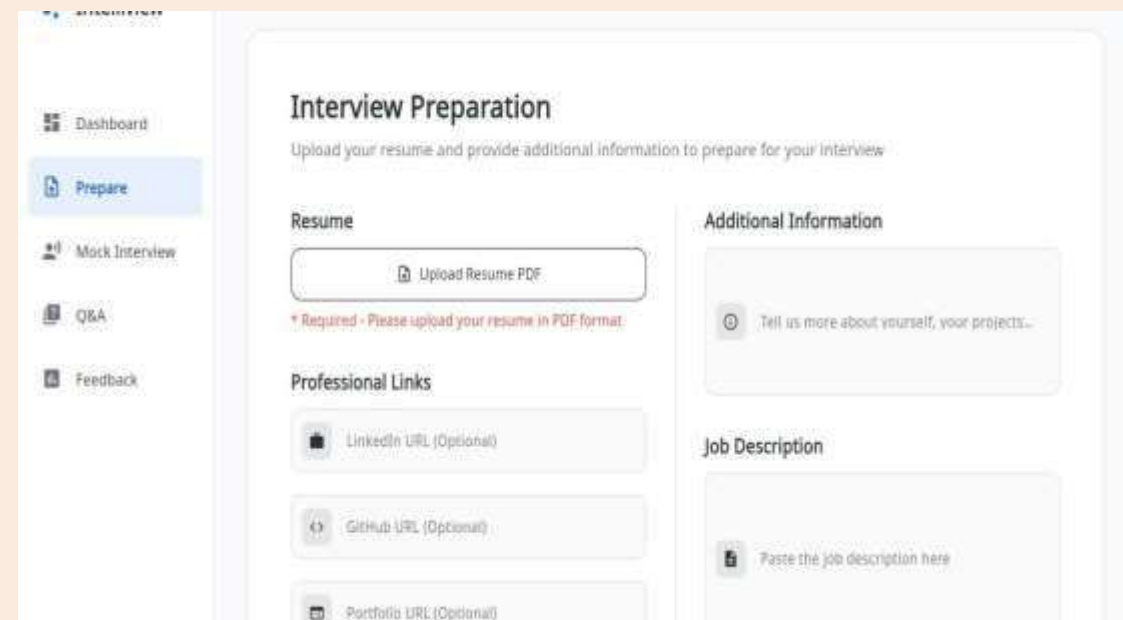 Dashboard
Prepare
Mock Interview
Q&A
Feedback
Interview Preparation
Upload your resume and provide additional information to prepare for your interview
Resume
Upload Resume PDF
* Required - Please upload your resume in PDF format
Professional Links
LinkedIn URL (Optional)
GitHub URL (Optional)
Portfolio URL (Optional)
Additional Information
Tell us more about yourself, your projects...
Job Description
Paste the job description here